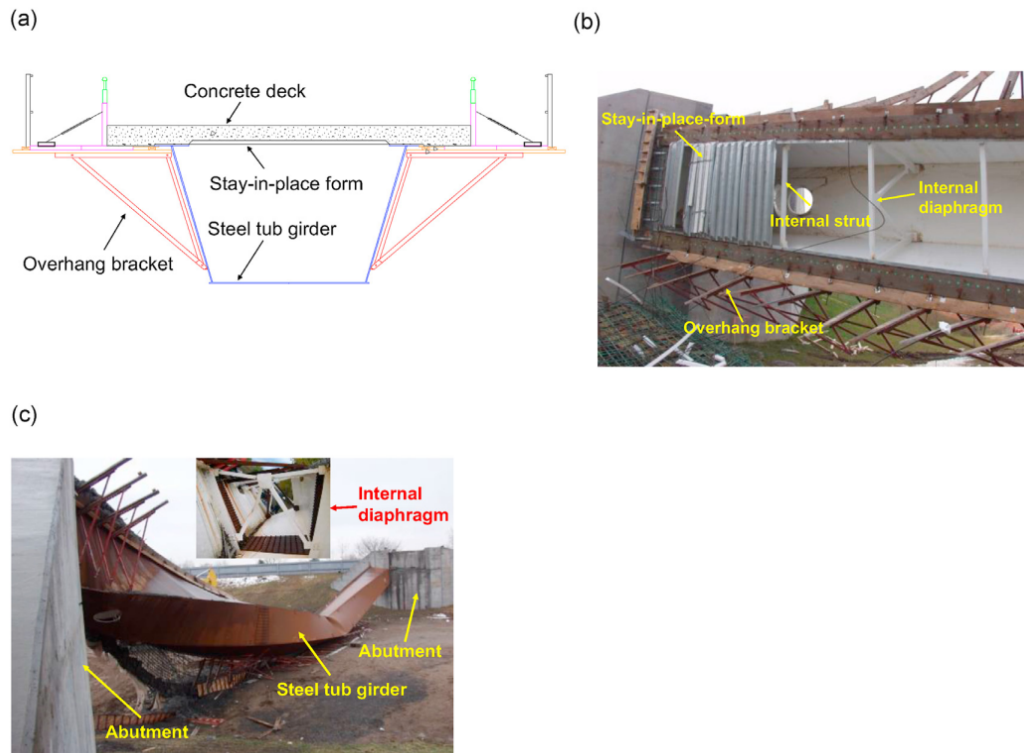 (a)
Concrete deck
Stay-in-place form
Steel tub girder
Overhang bracket
(b)
Stay-in-place-form
Internal
diaphragm
Internal strut
Overhang bracket
(c)
Internal
diaphragm
Abutment
Steel tub girder
Abutment